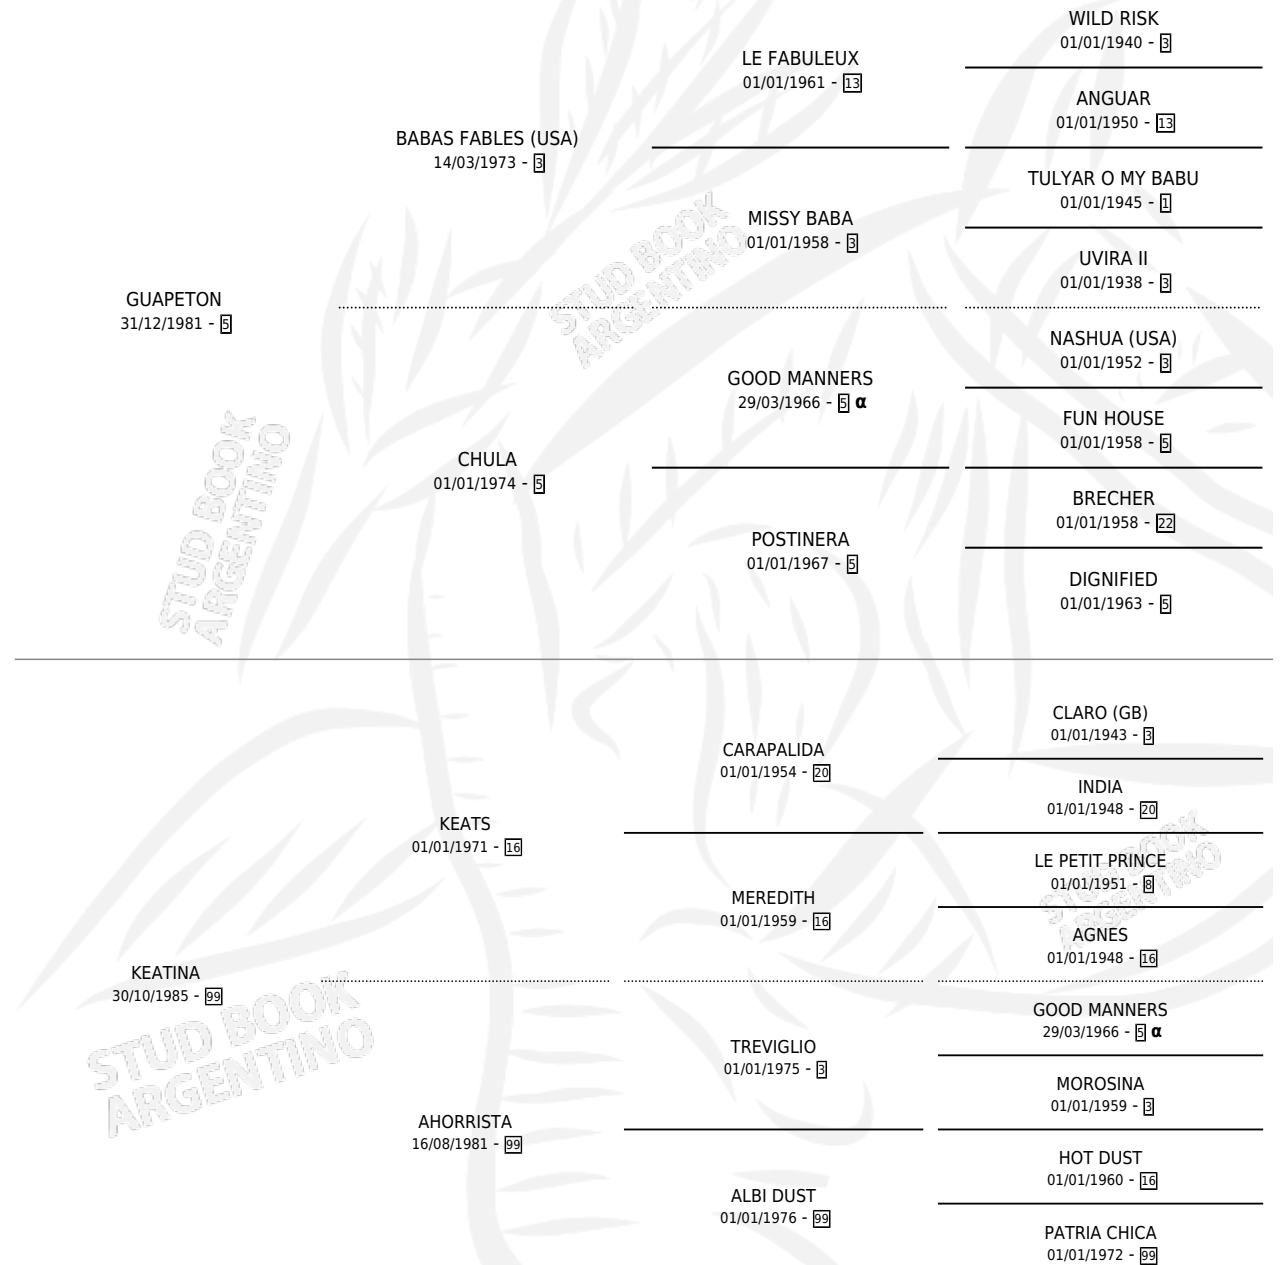 WILD RISK
01/01/1940 - 3
LE FABULEUX
01/01/1961 - 13
ANGUAR
01/01/1950 - 13
BABAS FABLES (USA)
14/03/1973 - 3
TULYAR O MY BABU
01/01/1945 - 1
MISSY BABA
01/01/1958 - 3
UVIRA II
01/01/1938 - 3
GUAPETON
31/12/1981 - 5
NASHUA (USA)
01/01/1952 - 3
GOOD MANNERS
29/03/1966 - 5 α
FUN HOUSE
01/01/1958 - 5
CHULA
01/01/1974 - 5
BRECHER
01/01/1958 - 22
POSTINERA
01/01/1967 - 5
DIGNIFIED
01/01/1963 - 5
CLARO (GB)
01/01/1943 - 3
CARAPALIDA
01/01/1954 - 20
INDIA
01/01/1948 - 20
KEATS
01/01/1971 - 16
LE PETIT PRINCE
01/01/1951 - 8
MEREDITH
01/01/1959 - 16
AGNES
01/01/1948 - 16
KEATINA
30/10/1985 - 99
GOOD MANNERS
29/03/1966 - 5 α
TREVIGLIO
01/01/1975 - 3
MOROSINA
01/01/1959 - 3
AHORRISTA
16/08/1981 - 99
HOT DUST
01/01/1960 - 16
ALBI DUST
01/01/1976 - 99
PATRIA CHICA
01/01/1972 - 99
STUD BOOK
ARGENTINO
STUD BOOK
ARGENTINO
STUD BOOK
ARGENTINO
STUD BOOK
ARGENTINO